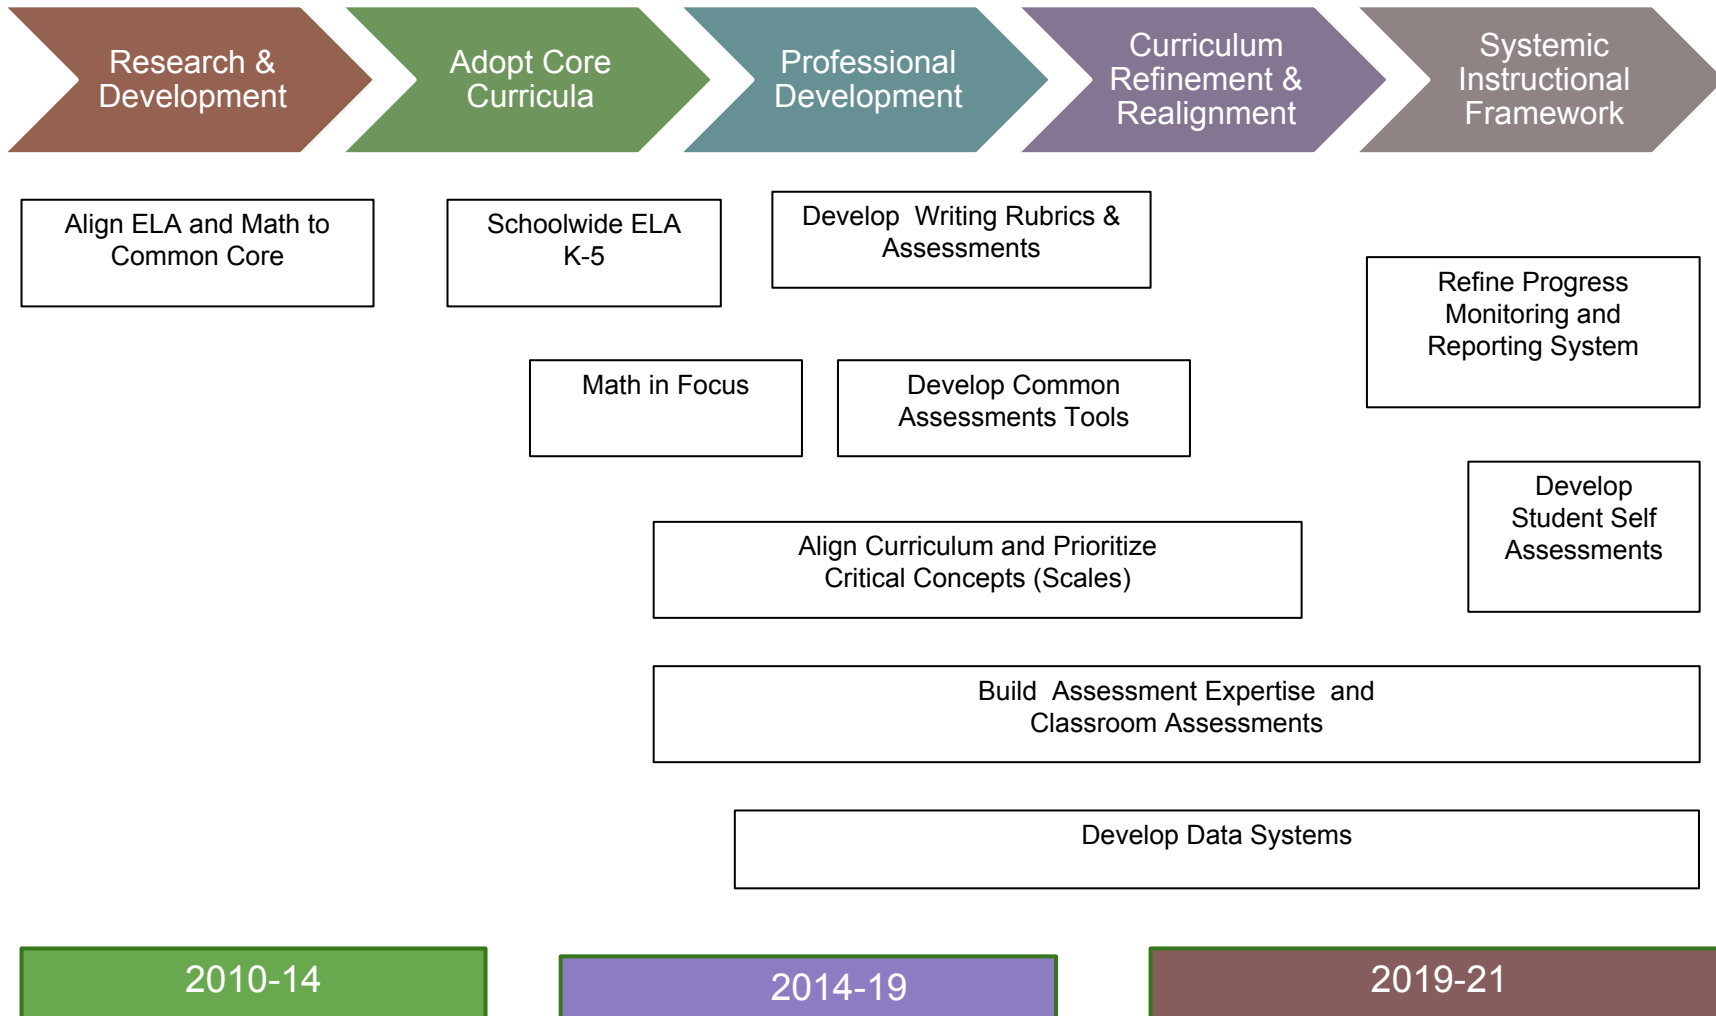 Research &
Development
Adopt Core
Curricula
Professional
Development
Curriculum
Refinement &
Realignment
Systemic
Instructional
Framework
Align ELA and Math to
Common Core
Schoolwide ELA
K-5
Develop  Writing Rubrics &
Assessments
Refine Progress
Monitoring and
Reporting System
Math in Focus
Develop Common
Assessments Tools
Develop
Student Self
Assessments
Align Curriculum and Prioritize
Critical Concepts (Scales)
Build  Assessment Expertise  and
Classroom Assessments
Develop Data Systems
2010-14
2014-19
2019-21